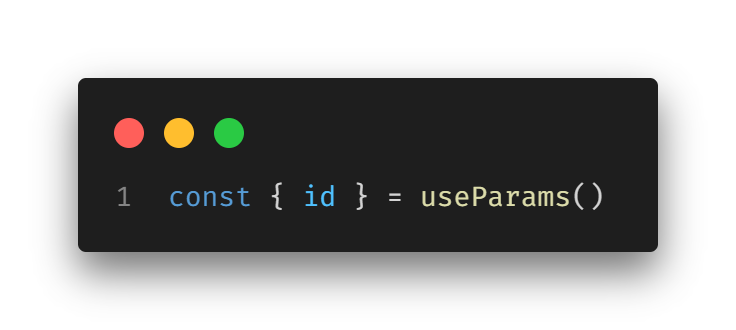 1 const { id } = useParams()